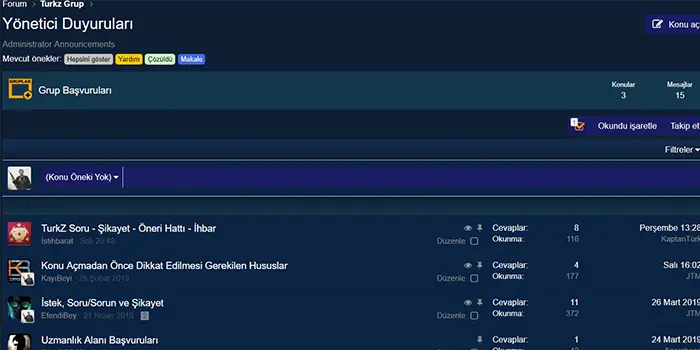 Forum > Turkz Grup >
Yönetici Duyuruları
Konu aç
Administrator Announcements
Mevcut önekler: Hepsini göster Yardım Çözüldü Makale
GRUPLAR
Grup Başvuruları
Konular
3
Mesajlar
15
Okundu işaretle Takip et
Filtreler
(Konu Öneki Yok)
TurkZ Soru - Şikayet - Öneri Hattı - İhbar
İstihbarat · Salı 20:48
Düzenle
Cevaplar: 8
Okunma: 116
Perşembe 13:28
KaptanTürk
Konu Açmadan Önce Dikkat Edilmesi Gerekilen Hususlar
KayıBeyi · 28 Şubat 2019
Düzenle
Cevaplar: 4
Okunma: 177
Salı 16:02
JTM
İstek, Soru/Sorun ve Şikayet
EfendiBey · 21 Nisan 2018 2
Düzenle
Cevaplar: 11
Okunma: 372
26 Mart 2019
JTM
Uzmanlık Alanı Başvuruları
Cevaplar: 1
24 Mart 2019